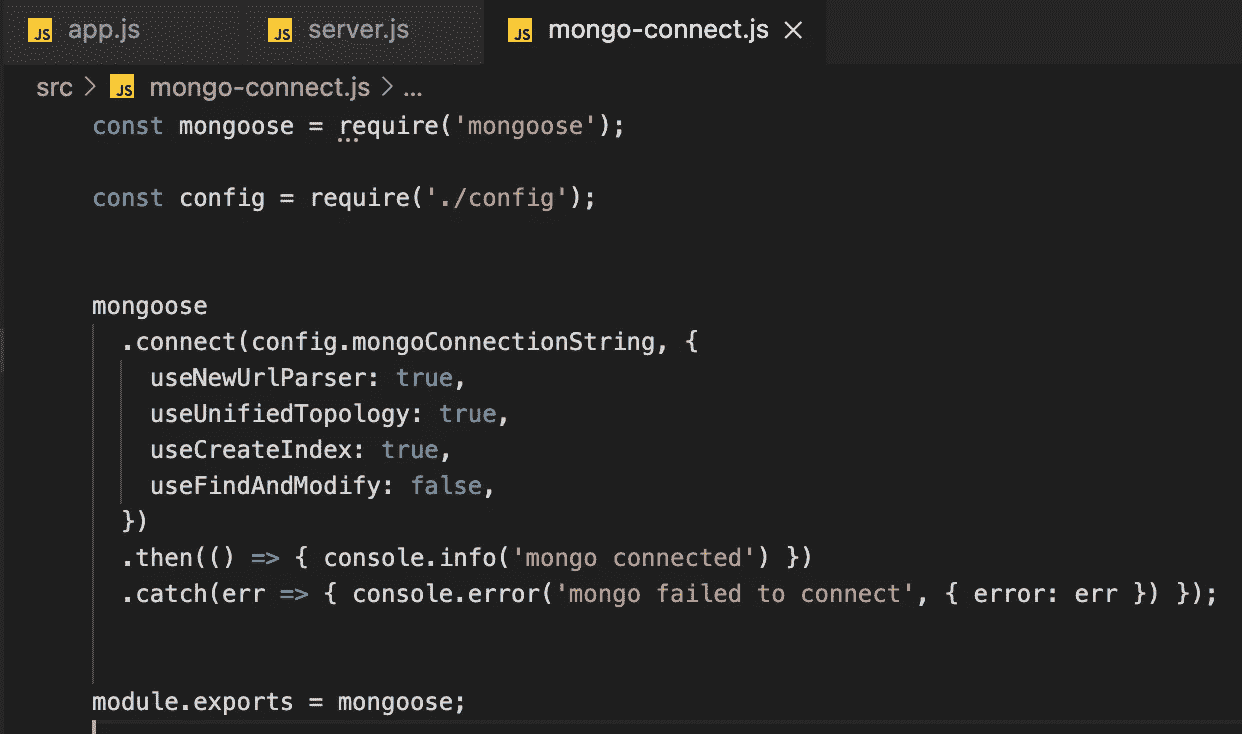 JS app.js JS server.js JS mongo-connect.js ×
src > JS mongo-connect.js > ...
const mongoose = require('mongoose');
const config = require('./config');
mongoose
.connect(config.mongoConnectionString, {
useNewUrlParser: true,
useUnifiedTopology: true,
useCreateIndex: true,
useFindAndModify: false,
})
.then(() => { console.info('mongo connected') })
.catch(err => { console.error('mongo failed to connect', { error: err }) });
module.exports = mongoose;